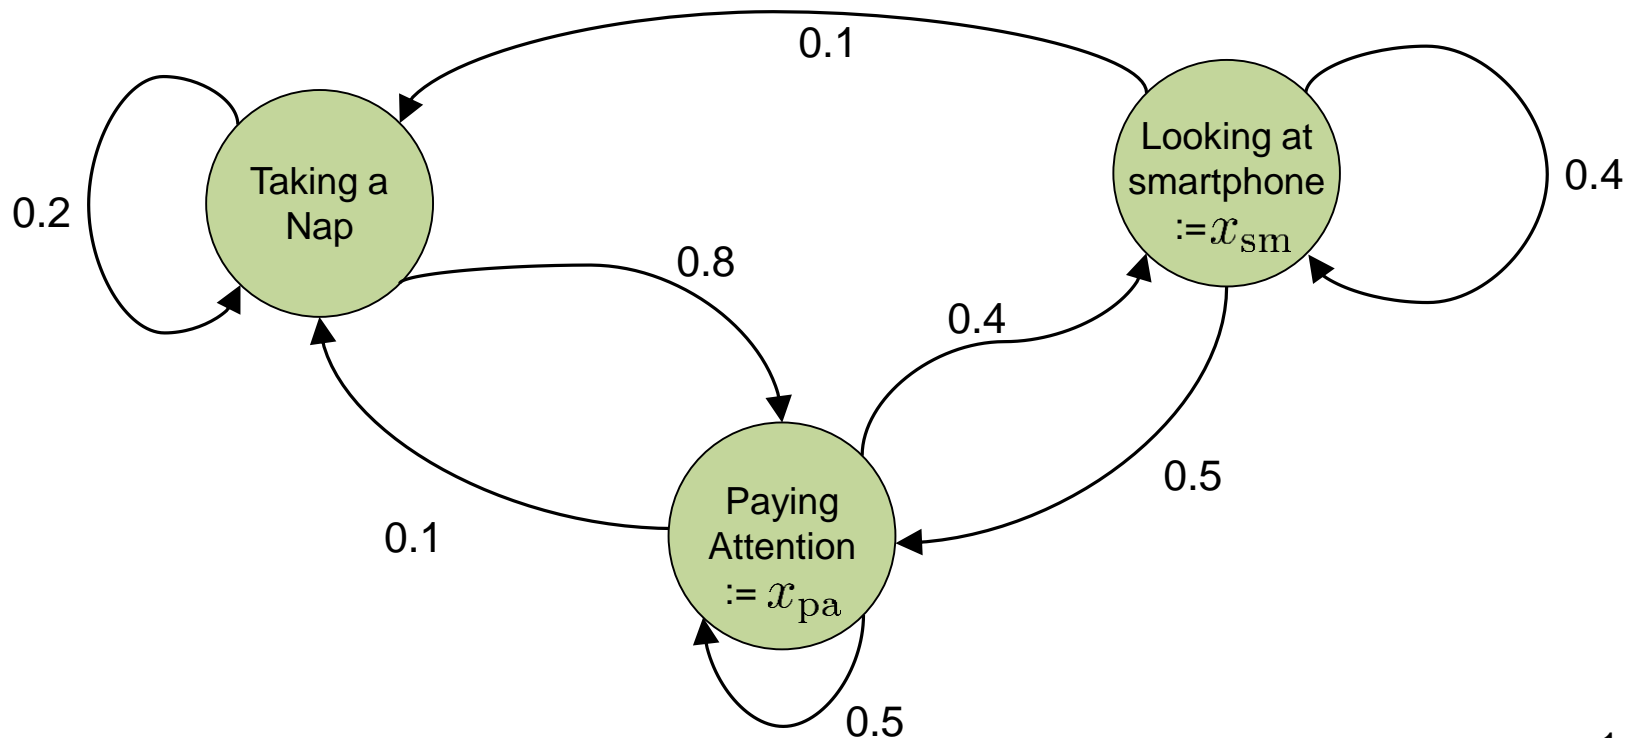 0.1
Looking at
smartphone
:=x_sm
0.4
Taking a
Nap
0.2
0.8
0.4
0.5
Paying
Attention
:= x_pa
0.1
0.5